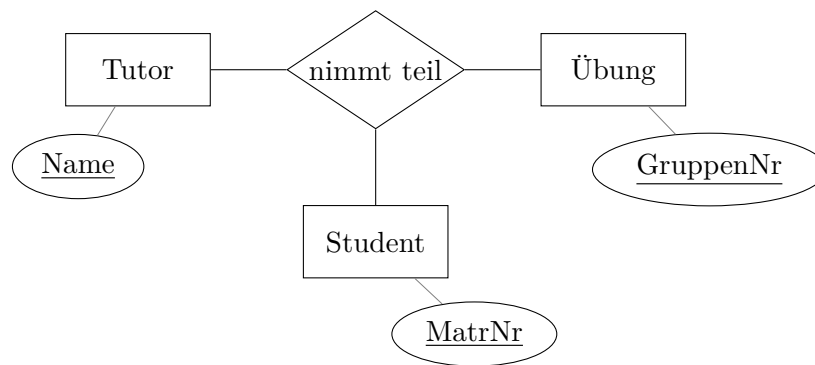 Tutor
nimmt teil
Übung
Name
GruppenNr
Student
MatrNr